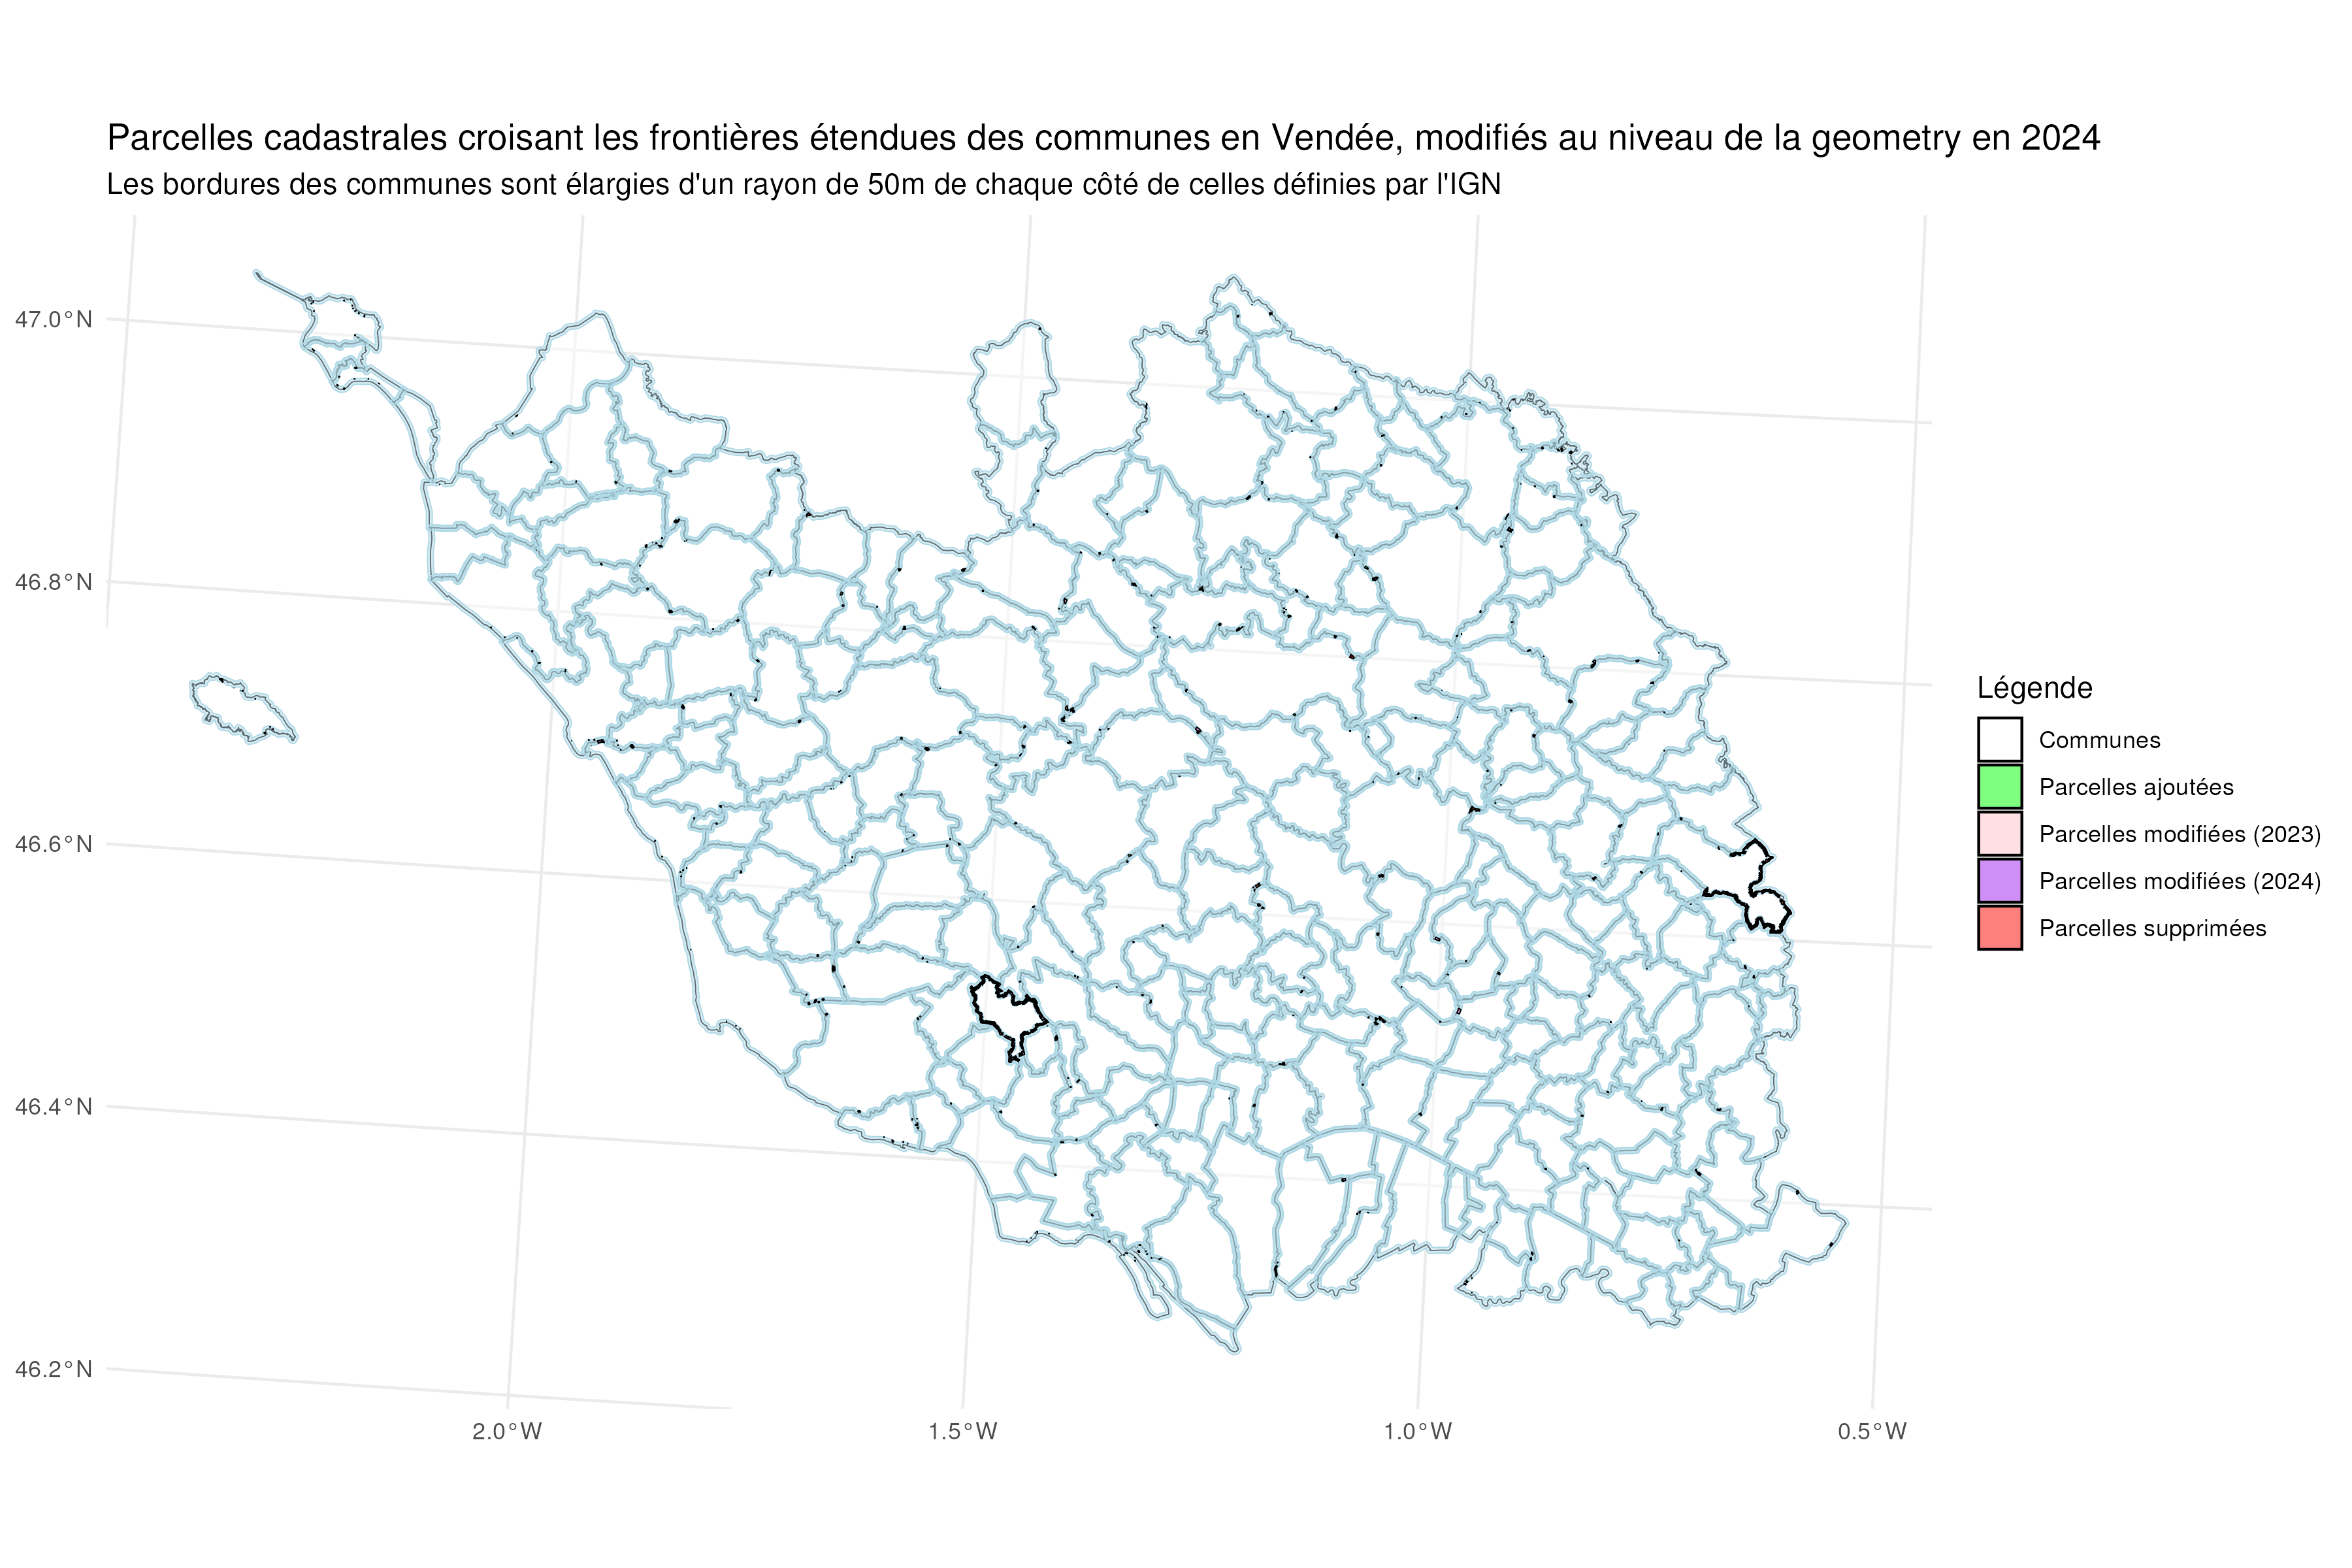 Parcelles cadastrales croisant les frontières étendues des communes en Vendée, modifiés au niveau de la geometry en 2024
Les bordures des communes sont élargies d'un rayon de 50m de chaque côté de celles définies par l'IGN
47.0°N
46.8°N
46.6°N
46.4°N
46.2°N
2.0°W
1.5°W
1.0°W
0.5°W
Légende
Communes
Parcelles ajoutées
Parcelles modifiées (2023)
Parcelles modifiées (2024)
Parcelles supprimées